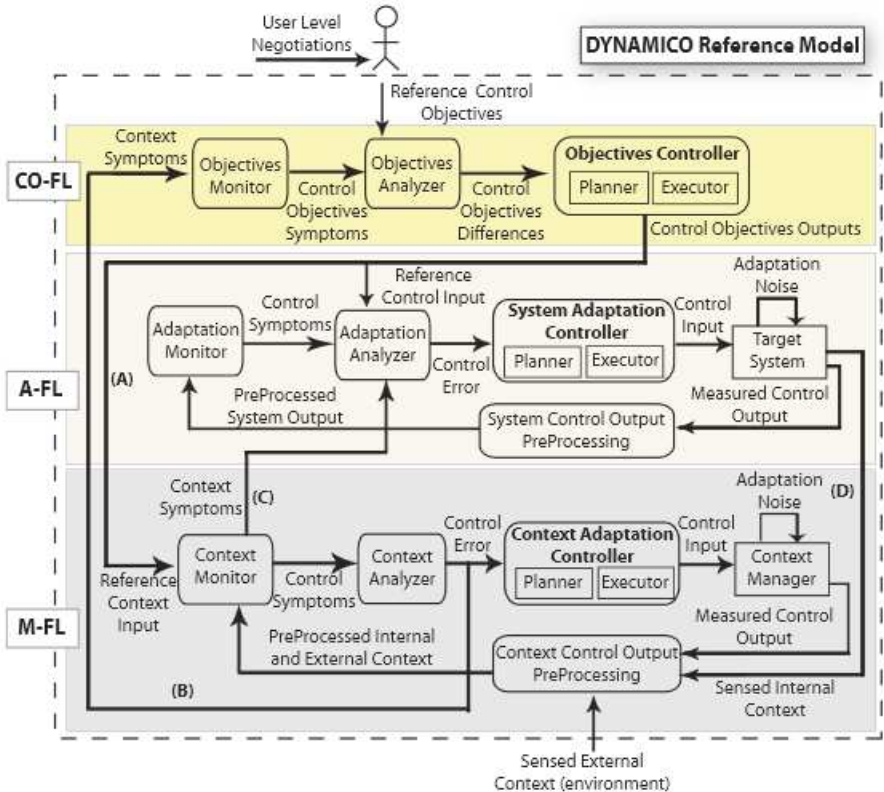 User Level
Negotiations
DYNAMICO Reference Model
Reference Control
Objectives
CO-FL
Context
Symptoms
Objectives
Monitor
Control
Objectives
Symptoms
Objectives
Analyzer
Control
Objectives
Differences
Objectives Controller
Planner
Executor
Control Objectives Outputs
A-FL
(A)
Adaptation
Monitor
Control
Symptoms
Reference
Control Input
Adaptation
Analyzer
Control
Error
System Adaptation
Controller
Planner
Executor
Control
Input
Adaptation
Noise
Target
System
PreProcessed
System Output
System Control Output
PreProcessing
Measured Control
Output
M-FL
Context
Symptoms
(C)
(D)
Reference
Context
Input
Context
Monitor
Control
Symptoms
Context
Analyzer
Control
Error
Context Adaptation
Controller
Planner
Executor
Control
Input
Adaptation
Noise
Context
Manager
PreProcessed Internal
and External Context
Context Control Output
PreProcessing
Measured Control
Output
(B)
Sensed Internal
Context
Sensed External
Context (environment)